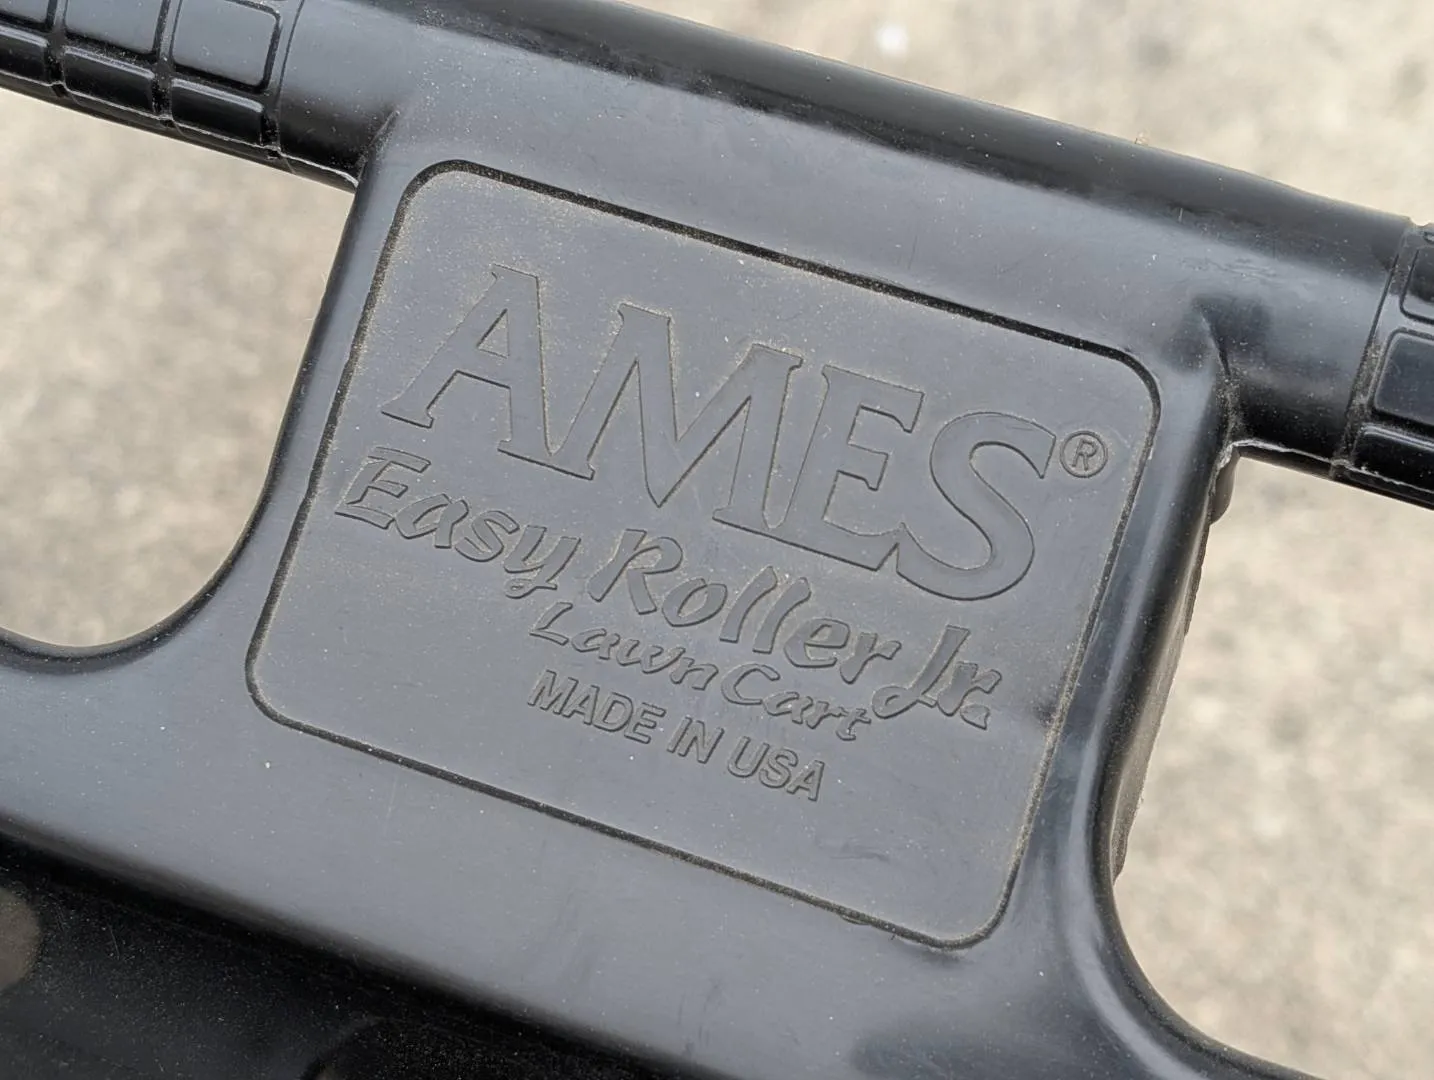 AMES®
Easy Roller Jr.
Lawn Cart
MADE IN USA